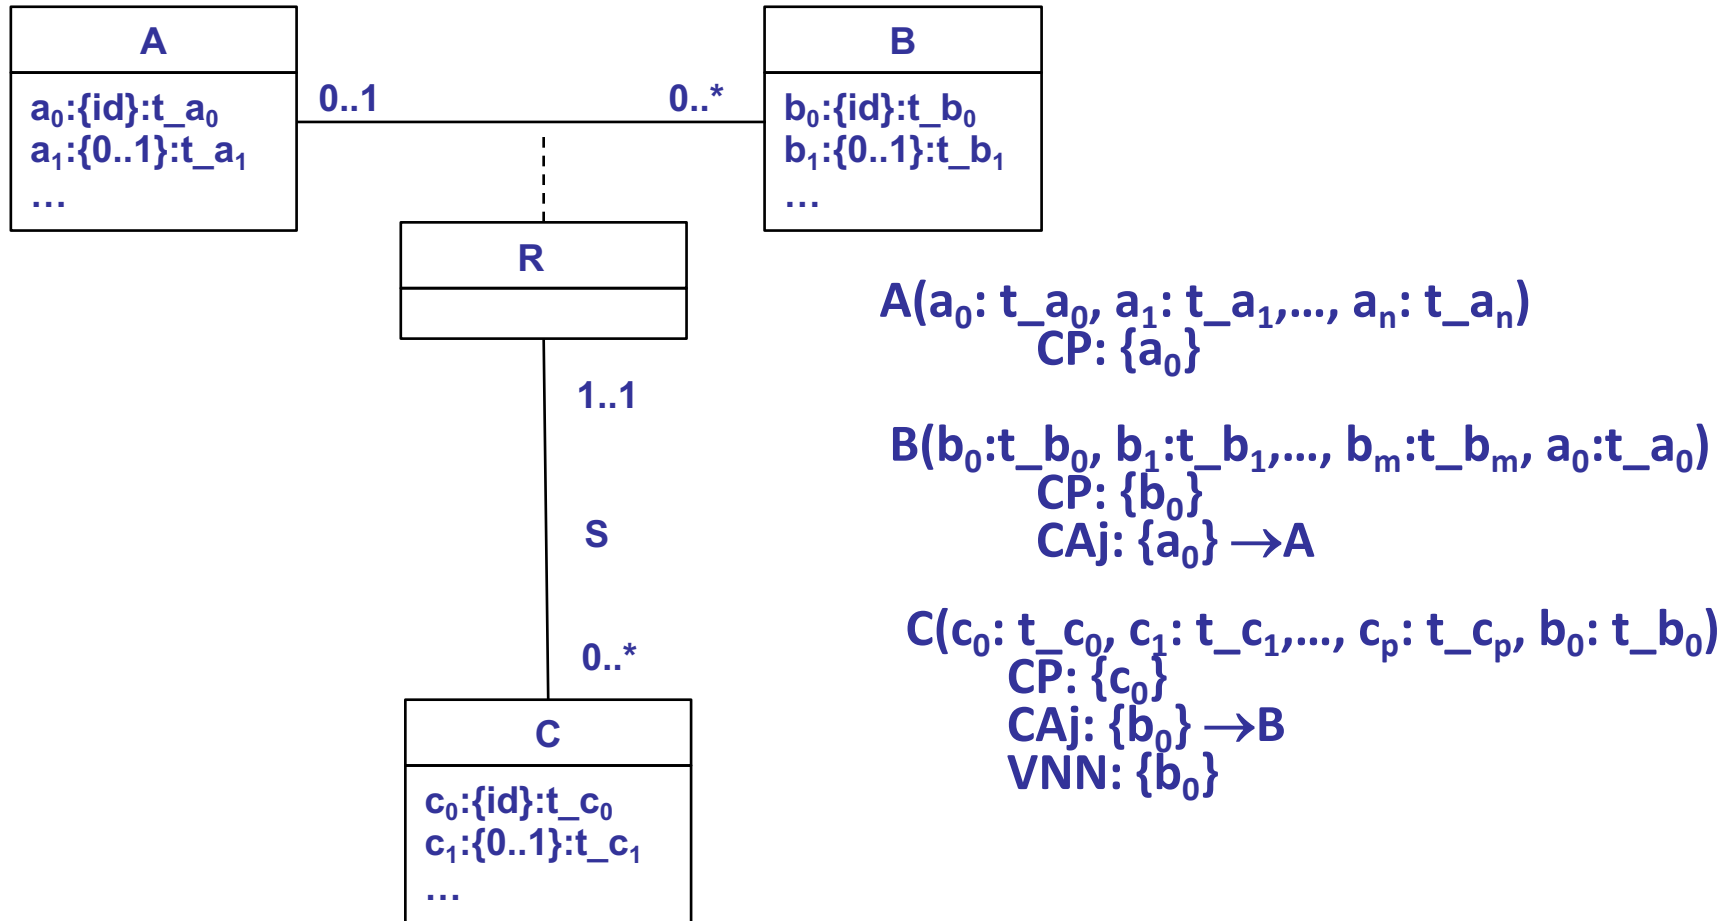 A
a₀:{id}:t_a₀
a₁:{0..1}:t_a₁
…
0..1
0..*
B
b₀:{id}:t_b₀
b₁:{0..1}:t_b₁
…
R
1..1
S
0..*
C
c₀:{id}:t_c₀
c₁:{0..1}:t_c₁
…
A(a₀: t_a₀, a₁: t_a₁,..., aₙ: t_aₙ)
CP: {a₀}
B(b₀:t_b₀, b₁:t_b₁,..., bₘ:t_bₘ, a₀:t_a₀)
CP: {b₀}
CAj: {a₀} →A
C(c₀: t_c₀, c₁: t_c₁,..., cₚ: t_cₚ, b₀: t_b₀)
CP: {c₀}
CAj: {b₀} →B
VNN: {b₀}